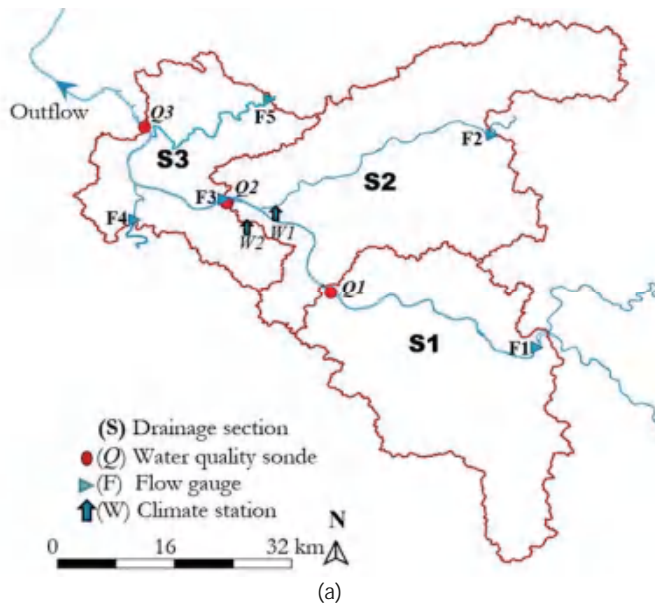 Outflow
Q3
F5
S3
F2
S2
F3
Q2
F4
W2
W1
Q1
S1
F1
(S) Drainage section
(Q) Water quality sonde
(F) Flow gauge
(W) Climate station
N
0 16 32 km
(a)